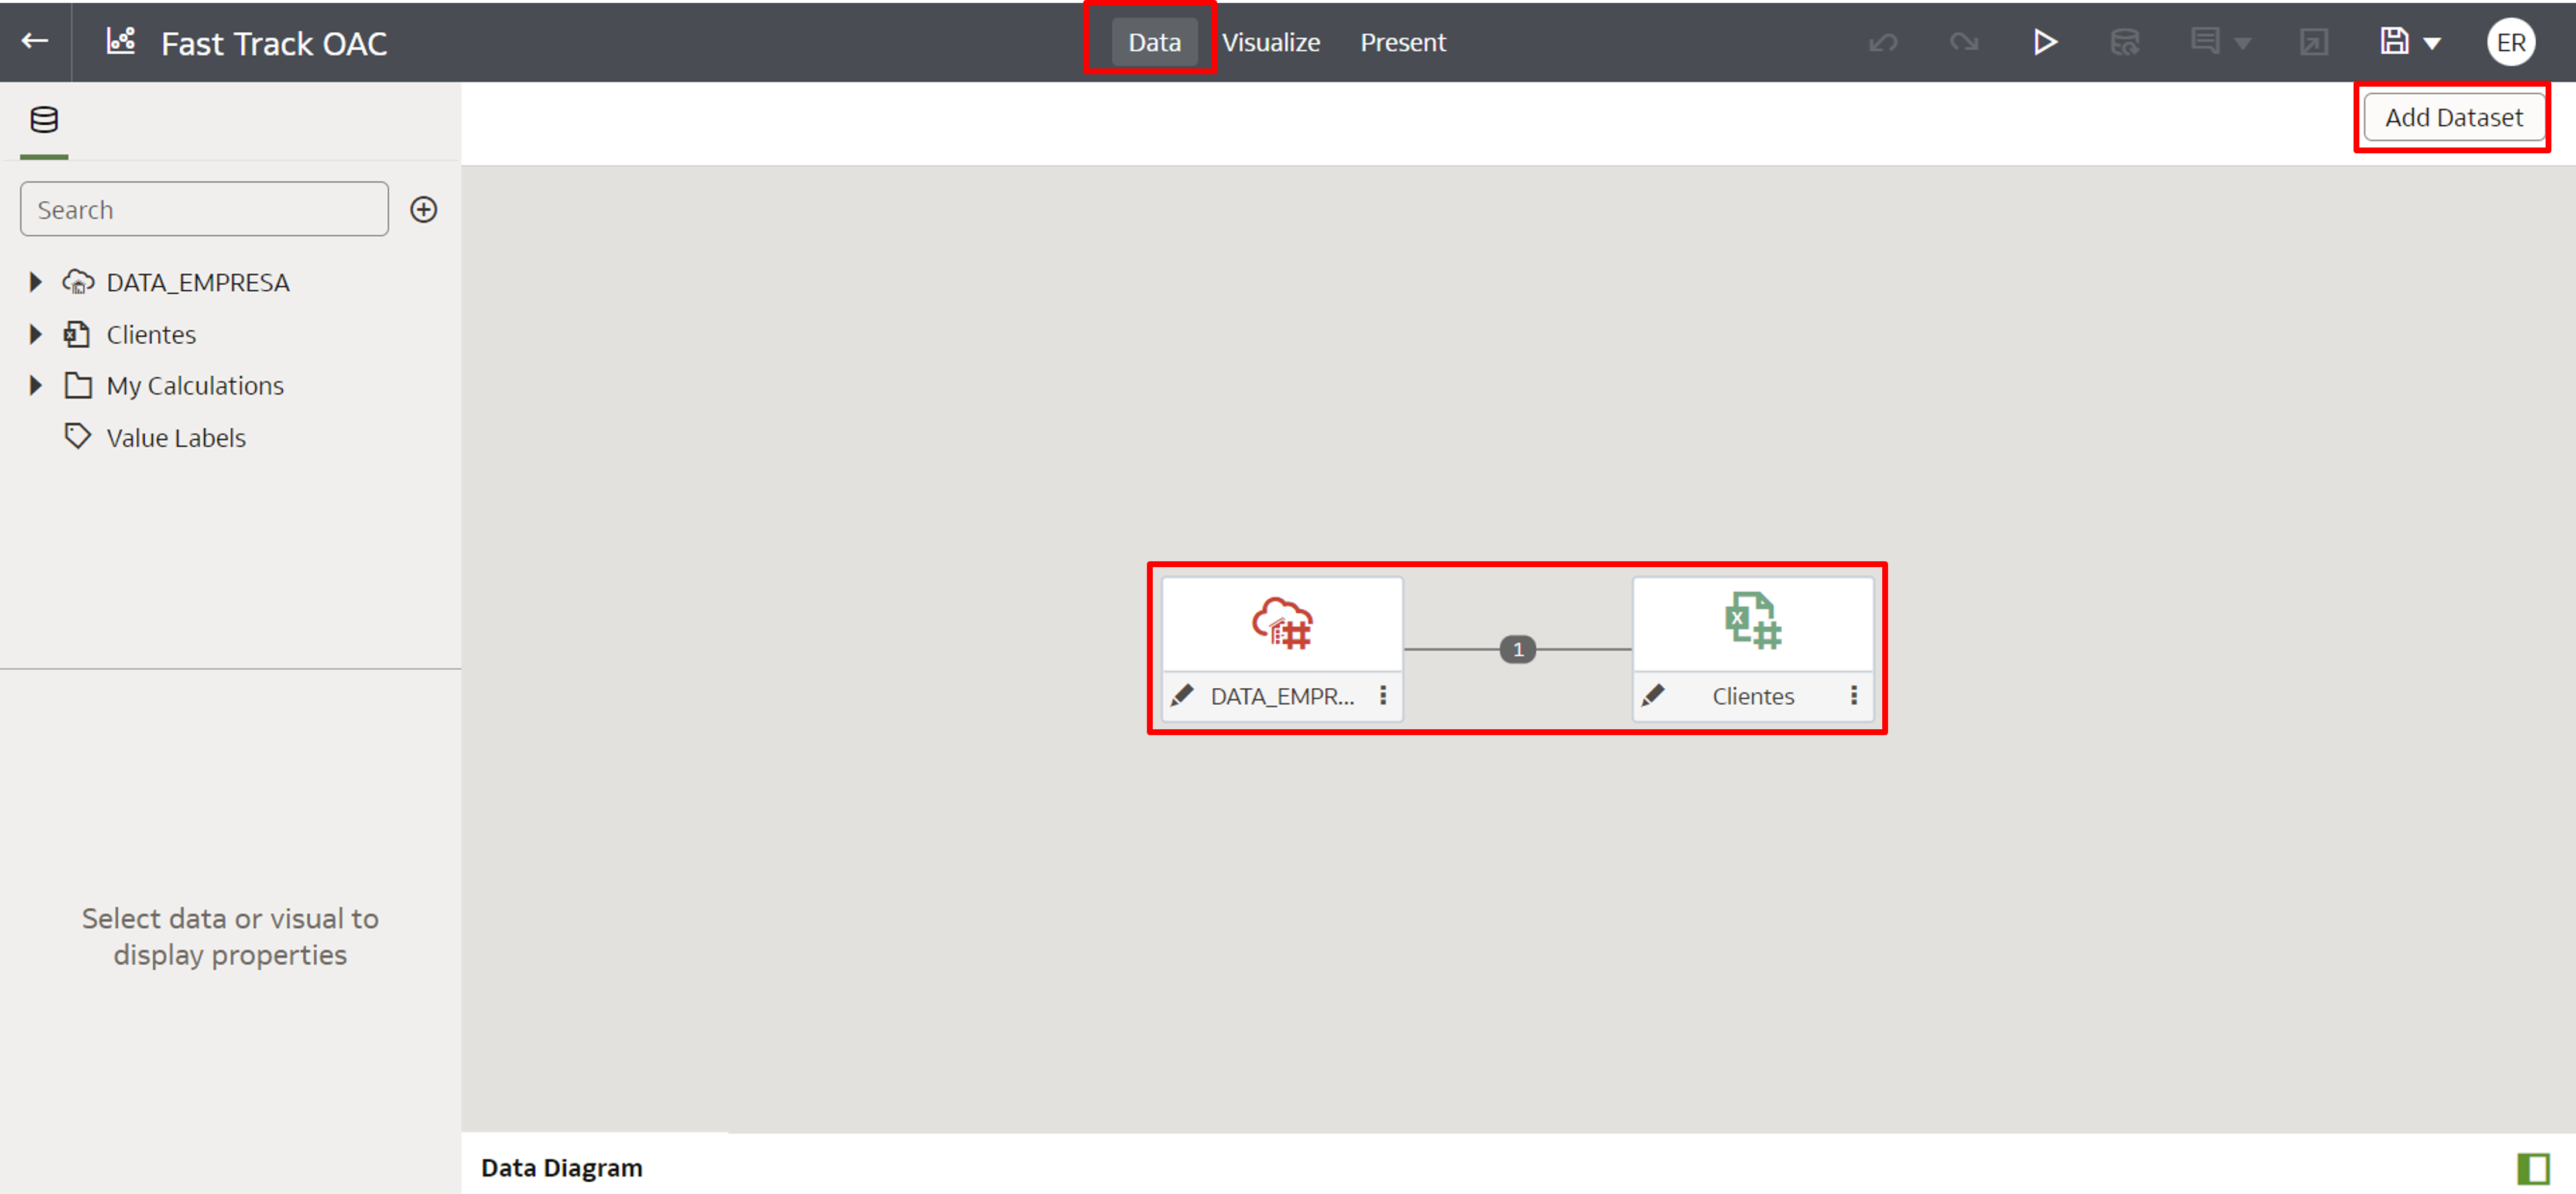 Fast Track OAC
Data
Visualize
Present
ER
Add Dataset
Search
DATA_EMPRESA
Clientes
My Calculations
Value Labels
1
DATA_EMPR...
Clientes
Select data or visual to
display properties
Data Diagram